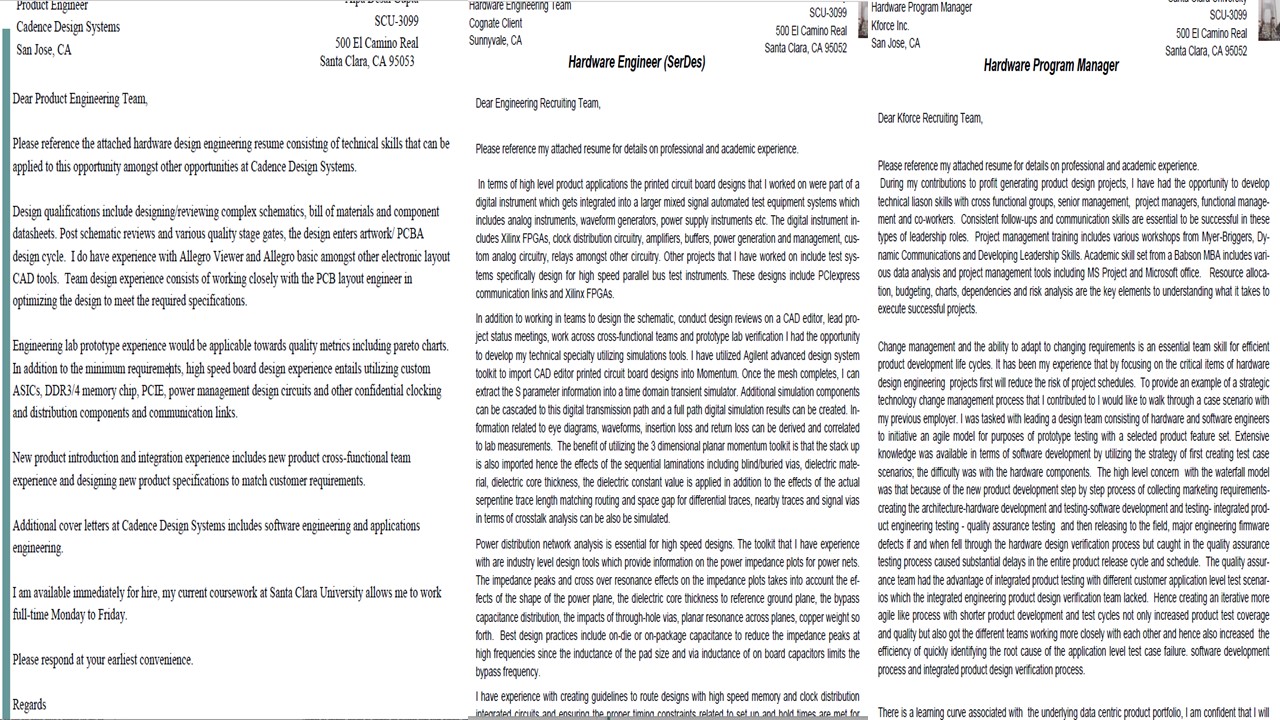 Product Engineer
Cadence Design Systems
San Jose, CA
SCU-3099
500 El Camino Real
Santa Clara, CA 95053
Dear Product Engineering Team,
Please reference the attached hardware design engineering resume consisting of technical skills that can be
applied to this opportunity amongst other opportunities at Cadence Design Systems.
Design qualifications include designing/reviewing complex schematics, bill of materials and component
datasheets. Post schematic reviews and various quality stage gates, the design enters artwork/ PCBA
design cycle.  I do have experience with Allegro Viewer and Allegro basic amongst other electronic layout
CAD tools.  Team design experience consists of working closely with the PCB layout engineer in
optimizing the design to meet the required specifications.
Engineering lab prototype experience would be applicable towards quality metrics including pareto charts.
In addition to the minimum requirements, high speed board design experience entails utilizing custom
ASICs, DDR3/4 memory chip, PCIE, power management design circuits and other confidential clocking
and distribution components and communication links.
New product introduction and integration experience includes new product cross-functional team
experience and designing new product specifications to match customer requirements.
Additional cover letters at Cadence Design Systems includes software engineering and applications
engineering.
I am available immediately for hire, my current coursework at Santa Clara University allows me to work
full-time Monday to Friday.
Please respond at your earliest convenience.
Regards
Hardware Engineering Team
Cognate Client
Sunnyvale, CA
SCU-3099
500 El Camino Real
Santa Clara, CA 95052
Hardware Engineer (SerDes)
Dear Engineering Recruiting Team,
Please reference my attached resume for details on professional and academic experience.
In terms of high level product applications the printed circuit board designs that I worked on were part of a
digital instrument which gets integrated into a larger mixed signal automated test equipment systems which
includes analog instruments, waveform generators, power supply instruments etc. The digital instrument in-
cludes Xilinx FPGAs, clock distribution circuitry, amplifiers, buffers, power generation and management, cus-
tom analog circuitry, relays amongst other circuitry. Other projects that I have worked on include test sys-
tems specifically design for high speed parallel bus test instruments. These designs include PCIexpress
communication links and Xilinx FPGAs.
In addition to working in teams to design the schematic, conduct design reviews on a CAD editor, lead pro-
ject status meetings, work across cross-functional teams and prototype lab verification I had the opportunity
to develop my technical specialty utilizing simulations tools. I have utilized Agilent advanced design system
toolkit to import CAD editor printed circuit board designs into Momentum. Once the mesh completes, I can
extract the S parameter information into a time domain transient simulator. Additional simulation components
can be cascaded to this digital transmission path and a full path digital simulation results can be created. In-
formation related to eye diagrams, waveforms, insertion loss and return loss can be derived and correlated
to lab measurements.  The benefit of utilizing the 3 dimensional planar momentum toolkit is that the stack up
is also imported hence the effects of the sequential laminations including blind/buried vias, dielectric mate-
rial, dielectric core thickness, the dielectric constant value is applied in addition to the effects of the actual
serpentine trace length matching routing and space gap for differential traces, nearby traces and signal vias
in terms of crosstalk analysis can be also be simulated.
Power distribution network analysis is essential for high speed designs. The toolkit that I have experience
with are industry level design tools which provide information on the power impedance plots for power nets.
The impedance peaks and cross over resonance effects on the impedance plots takes into account the ef-
fects of the shape of the power plane, the dielectric core thickness to reference ground plane, the bypass
capacitance distribution, the impacts of through-hole vias, planar resonance across planes, copper weight so
forth.  Best design practices include on-die or on-package capacitance to reduce the impedance peaks at
high frequencies since the inductance of the pad size and via inductance of on board capacitors limits the
bypass frequency.
I have experience with creating guidelines to route designs with high speed memory and clock distribution
integrated circuits and ensuring the proper timing constraints related to set up and hold times are met for
Hardware Program Manager
Kforce Inc.
San Jose, CA
SCU-3099
500 El Camino Real
Santa Clara, CA 95052
Hardware Program Manager
Dear Kforce Recruiting Team,
Please reference my attached resume for details on professional and academic experience.
During my contributions to profit generating product design projects, I have had the opportunity to develop
technical liason skills with cross functional groups, senior management,  project managers, functional manage-
ment and co-workers.  Consistent follow-ups and communication skills are essential to be successful in these
types of leadership roles.  Project management training includes various workshops from Myer-Briggers, Dy-
namic Communications and Developing Leadership Skills. Academic skill set from a Babson MBA includes vari-
ous data analysis and project management tools including MS Project and Microsoft office.  Resource alloca-
tion, budgeting, charts, dependencies and risk analysis are the key elements to understanding what it takes to
execute successful projects.
Change management and the ability to adapt to changing requirements is an essential team skill for efficient
product development life cycles. It has been my experience that by focusing on the critical items of hardware
design engineering  projects first will reduce the risk of project schedules.  To provide an example of a strategic
technology change management process that I contributed to I would like to walk through a case scenario with
my previous employer. I was tasked with leading a design team consisting of hardware and software engineers
to initiative an agile model for purposes of prototype testing with a selected product feature set. Extensive
knowledge was available in terms of software development by utilizing the strategy of first creating test case
scenarios; the difficulty was with the hardware components.  The high level concern  with the waterfall model
was that because of the new product development step by step process of collecting marketing requirements-
creating the architecture-hardware development and testing-software development and testing- integrated prod-
uct engineering testing - quality assurance testing  and then releasing to the field, major engineering firmware
defects if and when fell through the hardware design verification process but caught in the quality assurance
testing process caused substantial delays in the entire product release cycle and schedule.  The quality assur-
ance team had the advantage of integrated product testing with different customer application level test scenar-
ios which the integrated engineering product design verification team lacked.  Hence creating an iterative more
agile like process with shorter product development and test cycles not only increased product test coverage
and quality but also got the different teams working more closely with each other and hence also increased  the
efficiency of quickly identifying the root cause of the application level test case failure. software development
process and integrated product design verification process.
There is a learning curve associated with  the underlying data centric product portfolio, I am confident that I will